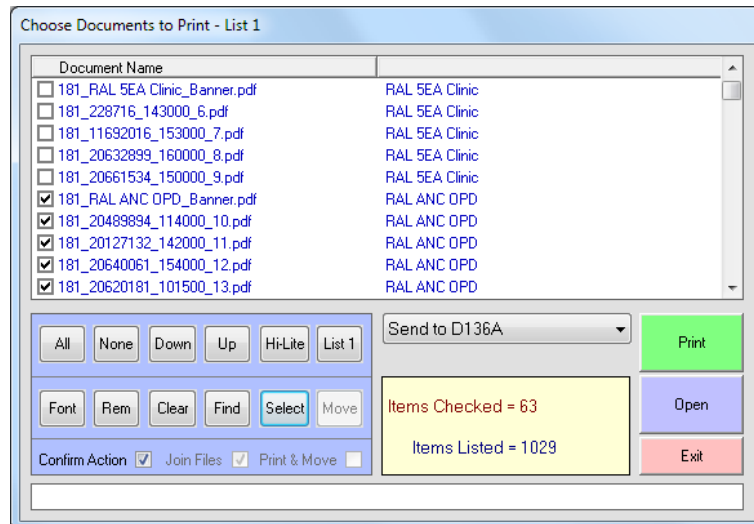 Choose Documents to Print - List 1
Document Name
181_RAL 5EA Clinic_Banner.pdf RAL 5EA Clinic
181_228716_143000_6.pdf RAL 5EA Clinic
181_11692016_153000_7.pdf RAL 5EA Clinic
181_20632899_160000_8.pdf RAL 5EA Clinic
181_20661534_150000_9.pdf RAL 5EA Clinic
181_RAL ANC OPD_Banner.pdf RAL ANC OPD
181_20489894_114000_10.pdf RAL ANC OPD
181_20127132_142000_11.pdf RAL ANC OPD
181_20640061_154000_12.pdf RAL ANC OPD
181_20620181_101500_13.pdf RAL ANC OPD
All None Down Up Hi-Lite List 1
Send to D136A
Print
Font Rem Clear Find Select Move
Items Checked = 63
Items Listed = 1029
Open
Confirm Action Join Files Print & Move
Exit